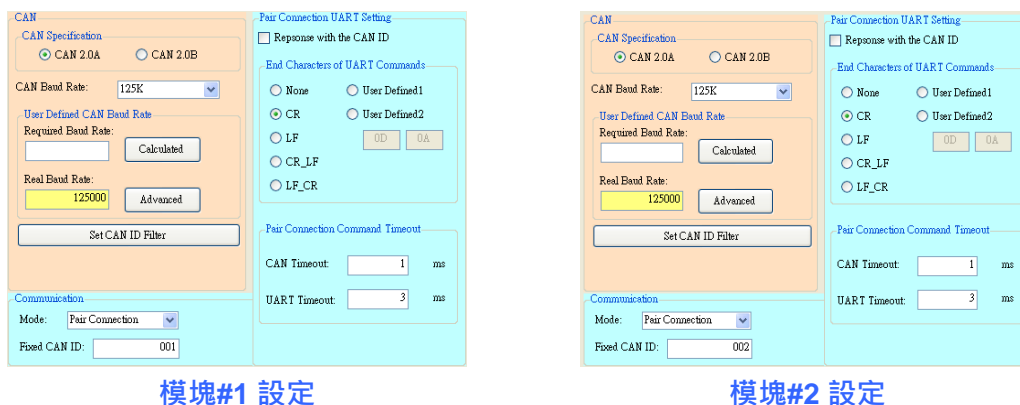 CAN
CAN Specification
CAN 2.0A CAN 2.0B
CAN Baud Rate: 125K
User Defined CAN Baud Rate
Required Baud Rate:
Calculated
Real Baud Rate:
125000 Advanced
Set CAN ID Filter
Communication
Mode: Pair Connection
Fixed CAN ID: 001
Pair Connection UART Setting
Repsonse with the CAN ID
End Characters of UART Commands
None User Defined1
CR User Defined2
LF 0D 0A
CR_LF
LF_CR
Pair Connection Command Timeout
CAN Timeout: 1 ms
UART Timeout: 3 ms
模塊#1 設定
CAN
CAN Specification
CAN 2.0A CAN 2.0B
CAN Baud Rate: 125K
User Defined CAN Baud Rate
Required Baud Rate:
Calculated
Real Baud Rate:
125000 Advanced
Set CAN ID Filter
Communication
Mode: Pair Connection
Fixed CAN ID: 002
Pair Connection UART Setting
Repsonse with the CAN ID
End Characters of UART Commands
None User Defined1
CR User Defined2
LF 0D 0A
CR_LF
LF_CR
Pair Connection Command Timeout
CAN Timeout: 1 ms
UART Timeout: 3 ms
模塊#2 設定